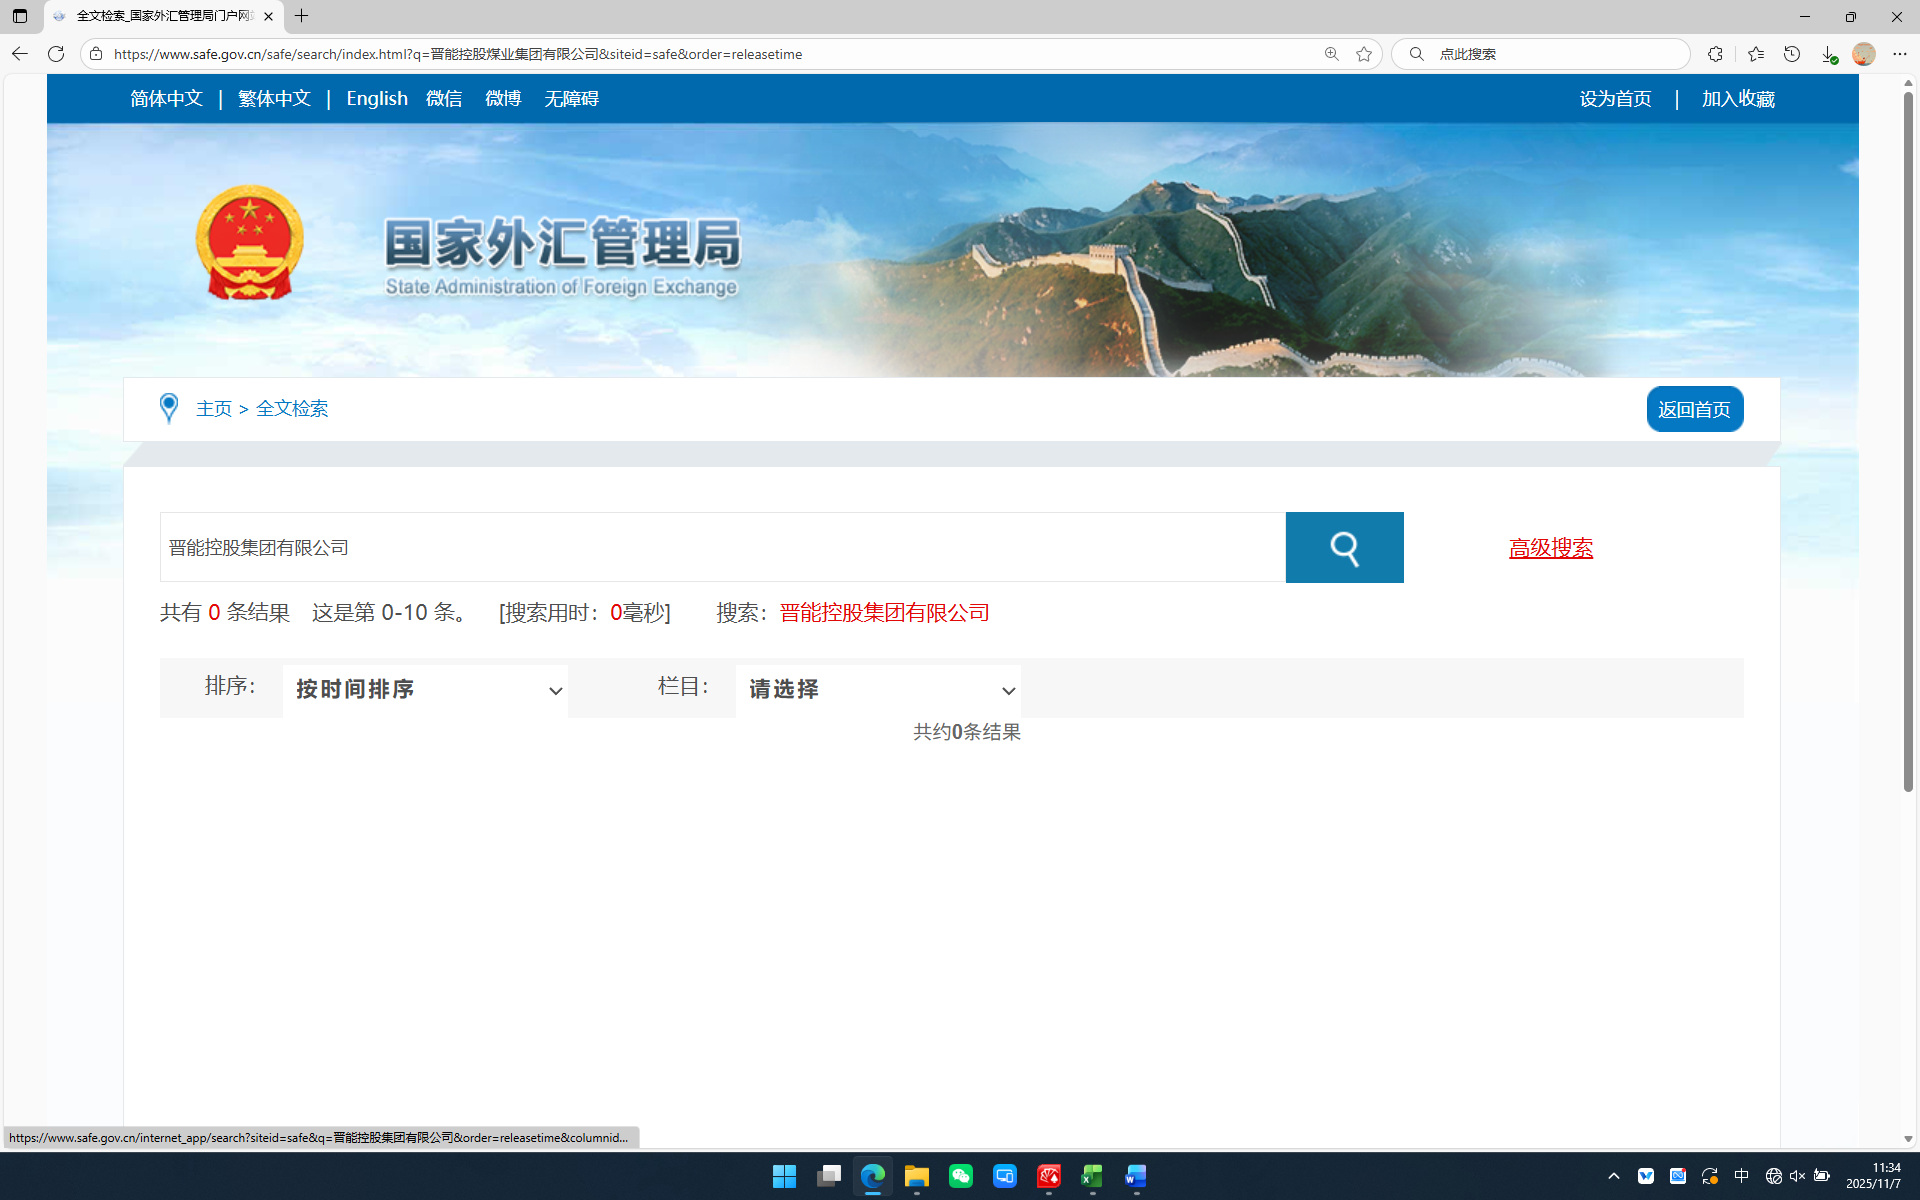 全文检索_国家外汇管理局门户网
https://www.safe.gov.cn/safe/search/index.html?q=晋能控股煤业集团有限公司&siteid=safe&order=releasetime
点此搜索
简体中文 | 繁体中文 | English 微信 微博 无障碍
设为首页 | 加入收藏
国家外汇管理局
State Administration of Foreign Exchange
主页 > 全文检索
返回首页
晋能控股集团有限公司
高级搜索
共有 0 条结果 这是第 0-10 条。 [搜索用时：0毫秒] 搜索：晋能控股集团有限公司
排序： 按时间排序 栏目： 请选择
共约0条结果
https://www.safe.gov.cn/internet_app/search?siteid=safe&q=晋能控股集团有限公司&order=releasetime&columnid...
中
11:34
2025/11/7